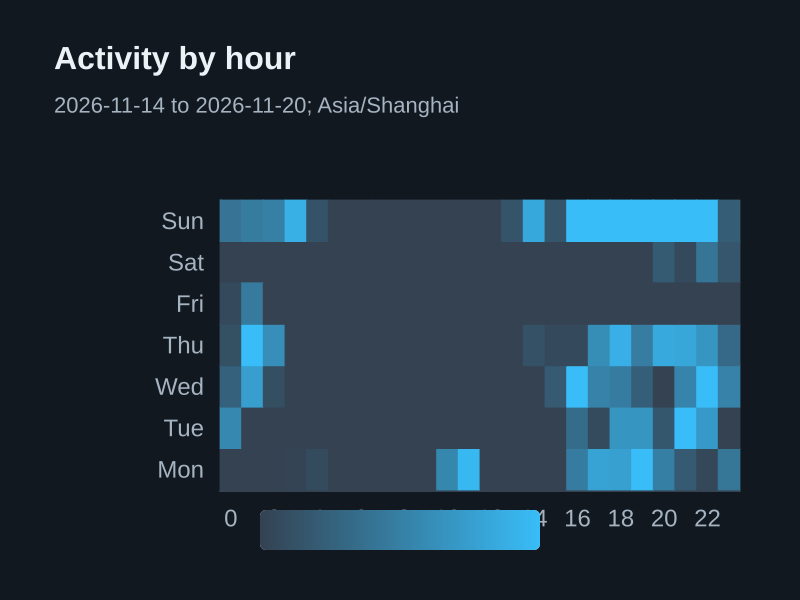 Activity by hour
2026-11-14 to 2026-11-20; Asia/Shanghai
Sun
Sat
Fri
Thu
Wed
Tue
Mon
0 16 18 20 22